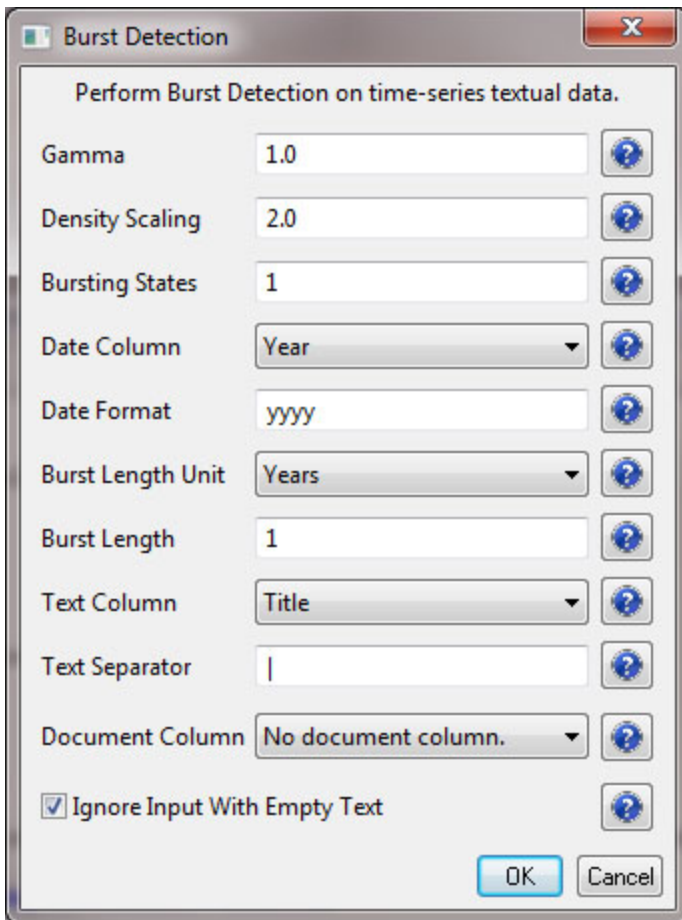 Burst Detection
Perform Burst Detection on time-series textual data.
Gamma 1.0
Density Scaling 2.0
Bursting States 1
Date Column Year
Date Format yyyy
Burst Length Unit Years
Burst Length 1
Text Column Title
Text Separator |
Document Column No document column.
Ignore Input With Empty Text
OK Cancel